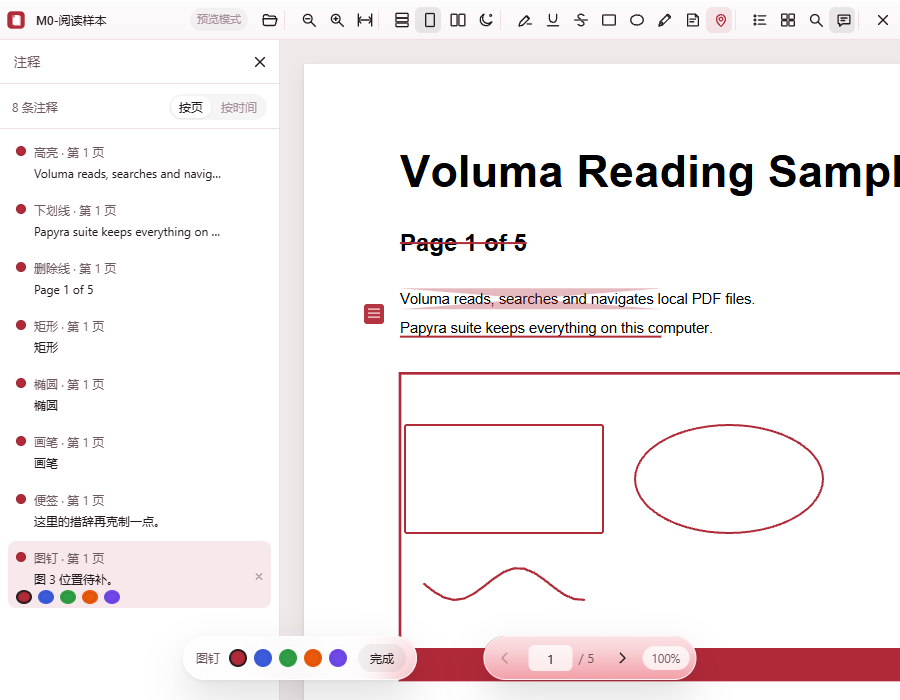 M0-阅读样本
预览模式
注释
8 条注释
按页
按时间
高亮 · 第 1 页
Voluma reads, searches and navig...
下划线 · 第 1 页
Papyra suite keeps everything on ...
删除线 · 第 1 页
Page 1 of 5
矩形 · 第 1 页
矩形
椭圆 · 第 1 页
椭圆
画笔 · 第 1 页
画笔
便签 · 第 1 页
这里的措辞再克制一点。
图钉 · 第 1 页
图 3 位置待补。
Voluma Reading Sampl
Page 1 of 5
Voluma reads, searches and navigates local PDF files.
Papyra suite keeps everything on this computer.
图钉
完成
1 / 5
100%